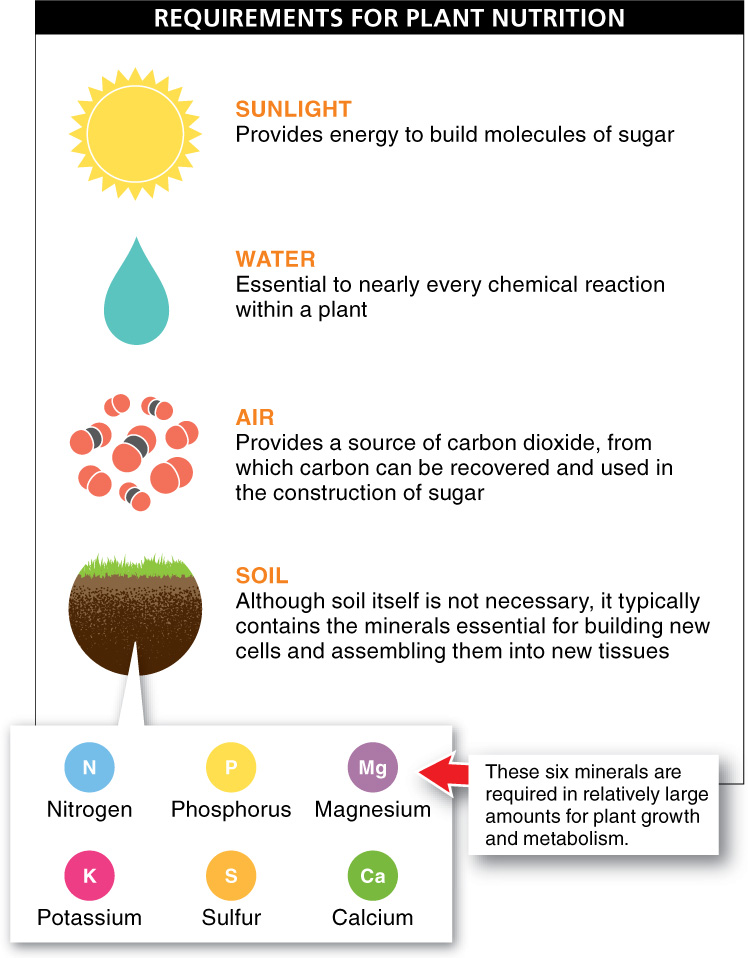 REQUIREMENTS FOR PLANT NUTRITION
SUNLIGHT
Provides energy to build molecules of sugar
WATER
Essential to nearly every chemical reaction
within a plant
AIR
Provides a source of carbon dioxide, from
which carbon can be recovered and used in
the construction of sugar
SOIL
Although soil itself is not necessary, it typically
contains the minerals essential for building new
cells and assembling them into new tissues
N P Mg
Nitrogen Phosphorus Magnesium
K S Ca
Potassium Sulfur Calcium
These six minerals are
required in relatively large
amounts for plant growth
and metabolism.